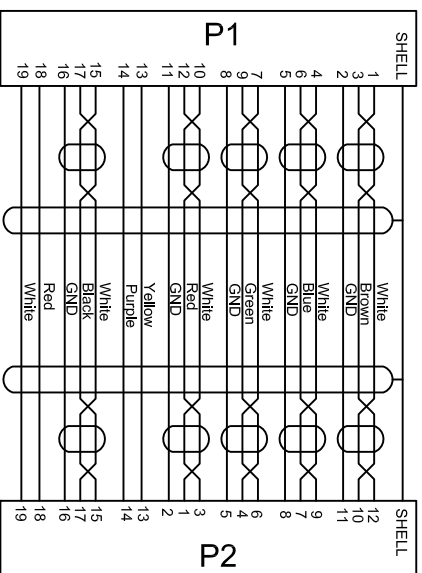 P1
19 18 16 17 15 14 13 11 12 10 8 9 7 5 6 4 2 3 1 SHELL
White
Red
GND
Black
White
Purple
Yellow
GND
Red
White
GND
Green
White
GND
Blue
White
GND
Brown
White
19 18 16 17 15 14 13 2 1 3 5 4 6 8 7 9 11 10 12 SHELL
P2